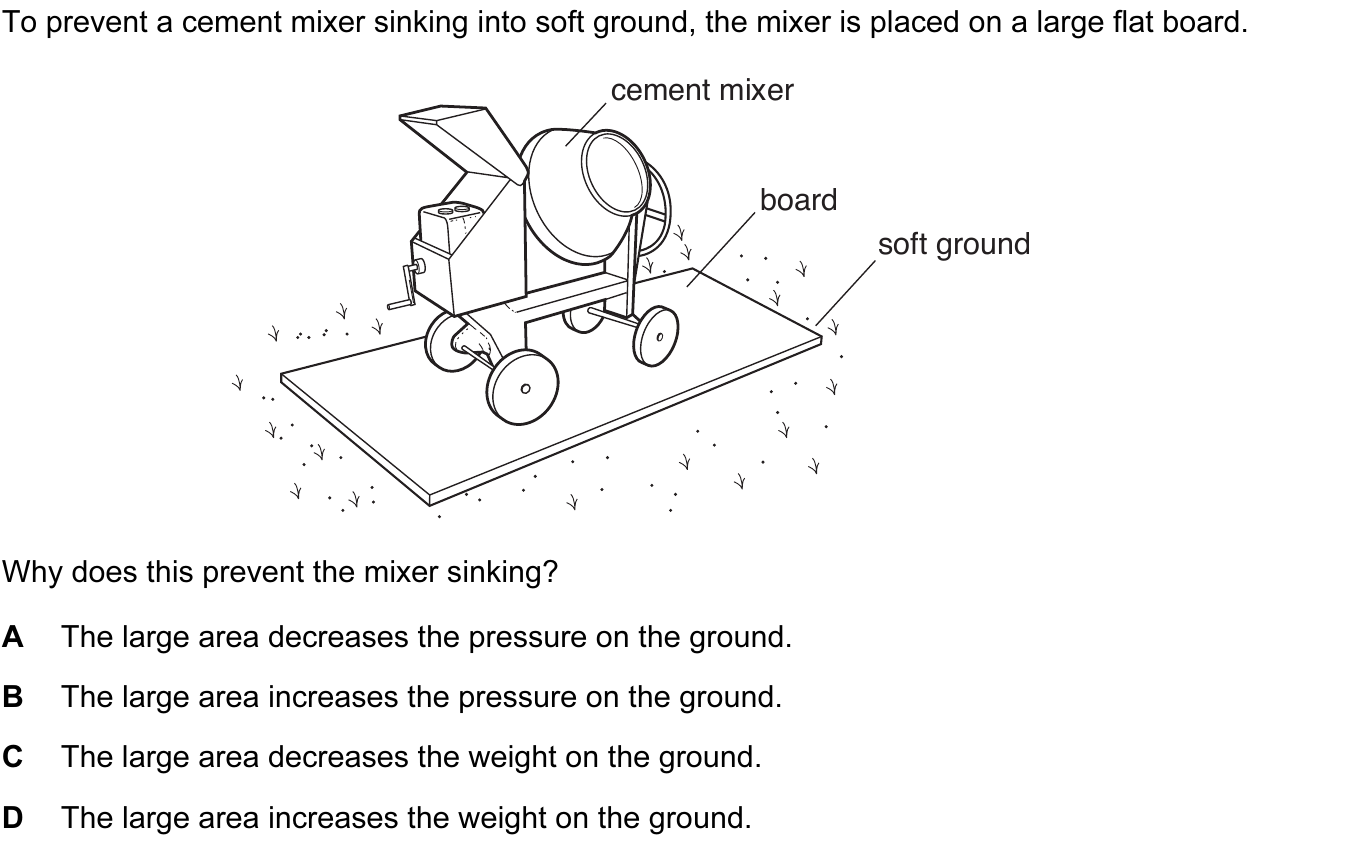 To prevent a cement mixer sinking into soft ground, the mixer is placed on a large flat board.
cement mixer
board
soft ground
Why does this prevent the mixer sinking?
A The large area decreases the pressure on the ground.
B The large area increases the pressure on the ground.
C The large area decreases the weight on the ground.
D The large area increases the weight on the ground.